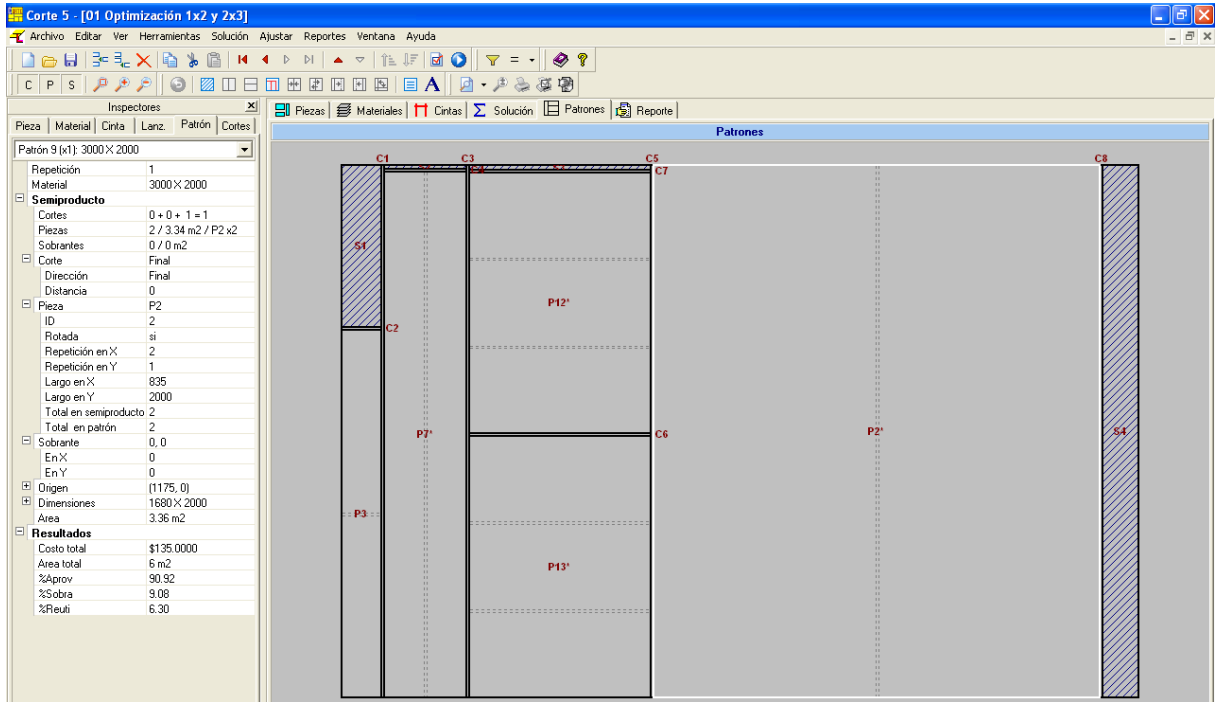 Corte 5 - [01 Optimización 1x2 y 2x3]
Archivo Editar Ver Herramientas Solución Ajustar Reportes Ventana Ayuda
C P S A
Inspectores
Pieza Material Cinta Lanz. Patrón Cortes
Piezas Materiales Cintas Solución Patrones Reporte
Patrones
Patrón 9 (x1): 3000 X 2000
Repetición 1
Material 3000 X 2000
Semiproducto
Cortes 0 + 0 + 1 = 1
Piezas 2 / 3.34 m2 / P2 x2
Sobrantes 0 / 0 m2
Corte Final
Dirección Final
Distancia 0
Pieza P2
ID 2
Rotada si
Repetición en X 2
Repetición en Y 1
Largo en X 835
Largo en Y 2000
Total en semiproducto 2
Total en patrón 2
Sobrante 0, 0
En X 0
En Y 0
Origen (1175, 0)
Dimensiones 1680 X 2000
Area 3.36 m2
Resultados
Costo total $135.0000
Area total 6 m2
%Aprov 90.92
%Sobra 9.08
%Reuti 6.30
C1 C3 C5 C8
C7
S1
P12*
C2
P7* C6 P2* S4
P3
P13*